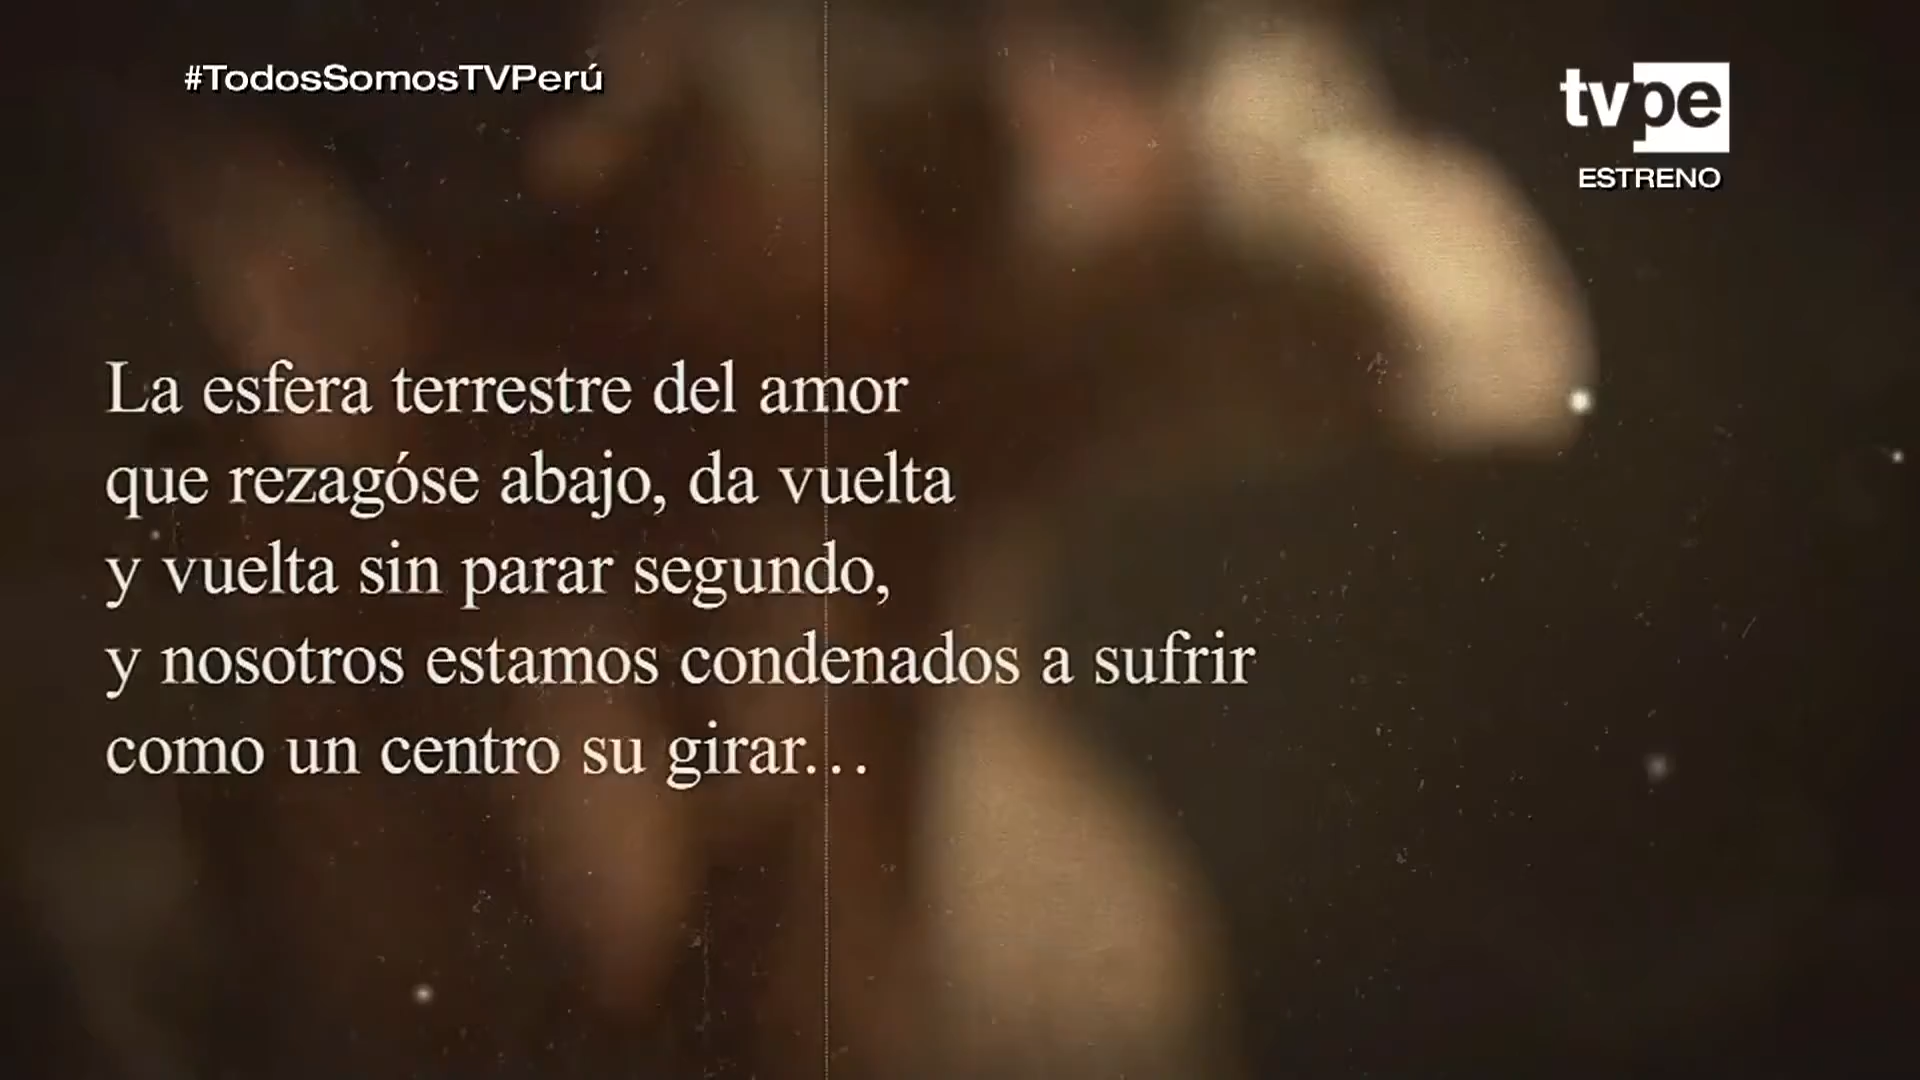 #TodosSomosTVPerú
tvpe
ESTRENO
La esfera terrestre del amor
que rezagóse abajo, da vuelta
y vuelta sin parar segundo,
y nosotros estamos condenados a sufrir
como un centro su girar…